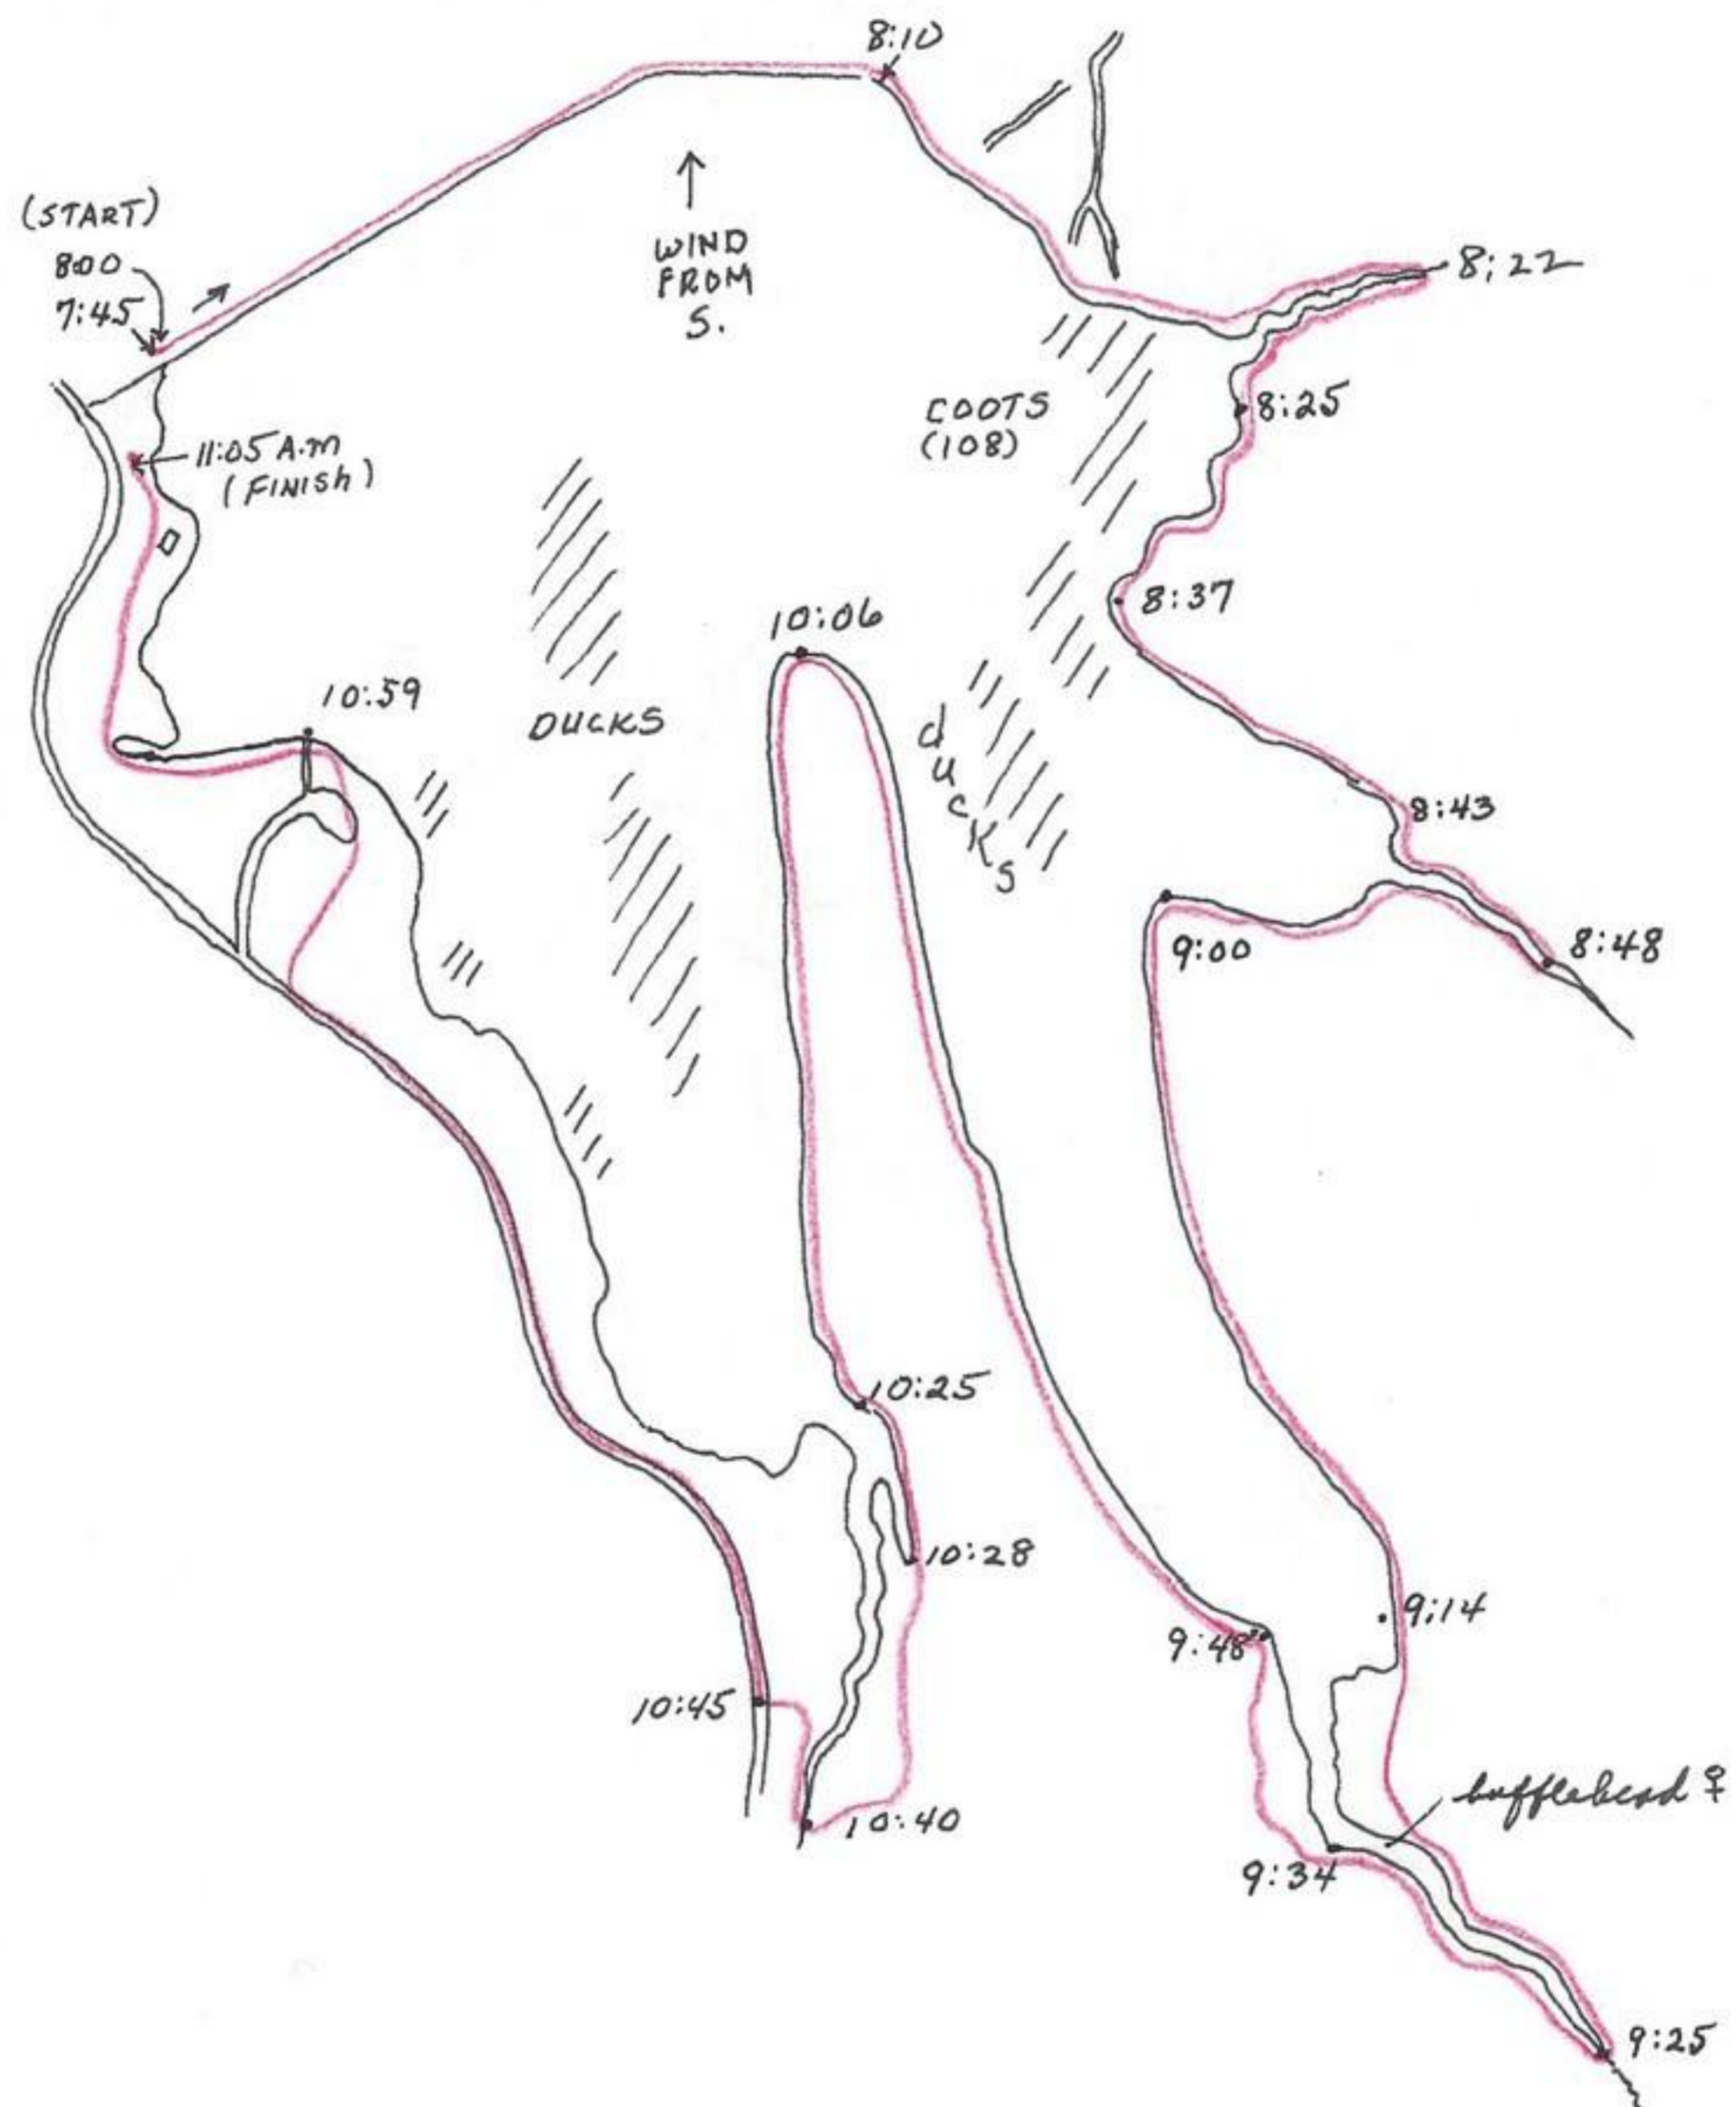 8:10
(START)
8:00
7:45
WIND
FROM
S.
8:22
COOTS
(108)
8:25
11:05 A.M
(FINISH)
8:37
10:06
10:59
DUCKS
ducks
8:43
9:00
8:48
10:25
10:28
9:14
9:48
10:45
bufflehead ♀
10:40
9:34
9:25